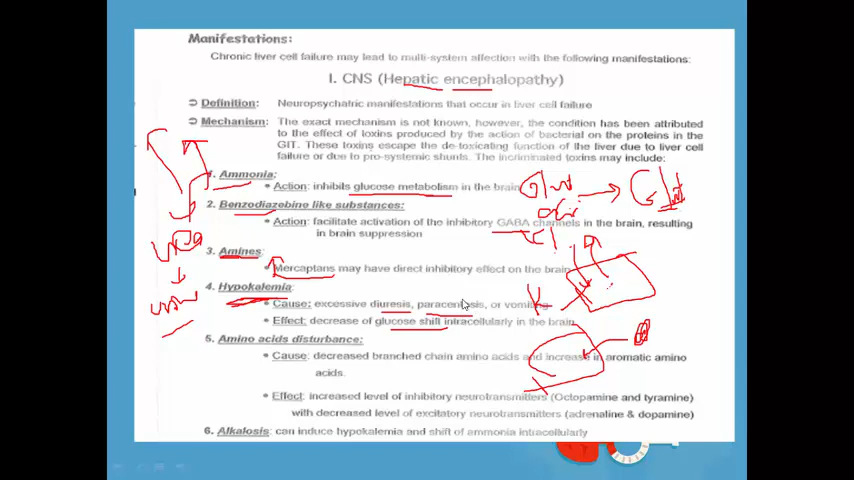 Manifestations:
Chronic liver cell failure may lead to multi-system affection with the following manifestations:
I. CNS (Hepatic encephalopathy)
Definition: Neuropsychatric manifestations that occur in liver cell failure
Mechanism: The exact mechanism is not known, however, the condition has been attributed
to the effect of toxins produced by the action of bacterial on the proteins in the
GIT. These toxins escape the de-toxicating function of the liver due to liver cell
failure or due to pro-systemic shunts. The incriminated toxins may include:
1. Ammonia:
• Action: inhibits glucose metabolism in the brain
2. Benzodiazebine like substances:
• Action: facilitate activation of the inhibitory GABA channels in the brain, resulting
in brain suppression
3. Amines:
• Mercaptans may have direct inhibitory effect on the brain
4. Hypokalemia:
• Cause: excessive diuresis, paracentesis, or vomiting
• Effect: decrease of glucose shift intracellularly in the brain
5. Amino acids disturbance:
• Cause: decreased branched chain amino acids and increase in aromatic amino
acids.
• Effect: increased level of inhibitory neurotransmitters (Octopamine and tyramine)
with decreased level of excitatory neurotransmitters (adrenaline & dopamine)
6. Alkalosis: can induce hypokalemia and shift of ammonia intracellularly
K